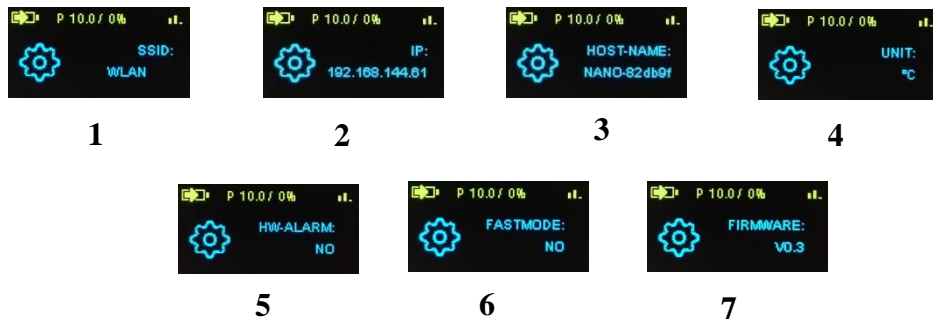 P 10.0/ 0%
SSID:
WLAN
1
P 10.0/ 0%
IP:
192.168.144.61
2
P 10.0/ 0%
HOST-NAME:
NANO-82db9f
3
P 10.0/ 0%
UNIT:
°C
4
P 10.0/ 0%
HW-ALARM:
NO
5
P 10.0/ 0%
FASTMODE:
NO
6
P 10.0/ 0%
FIRMWARE:
V0.3
7